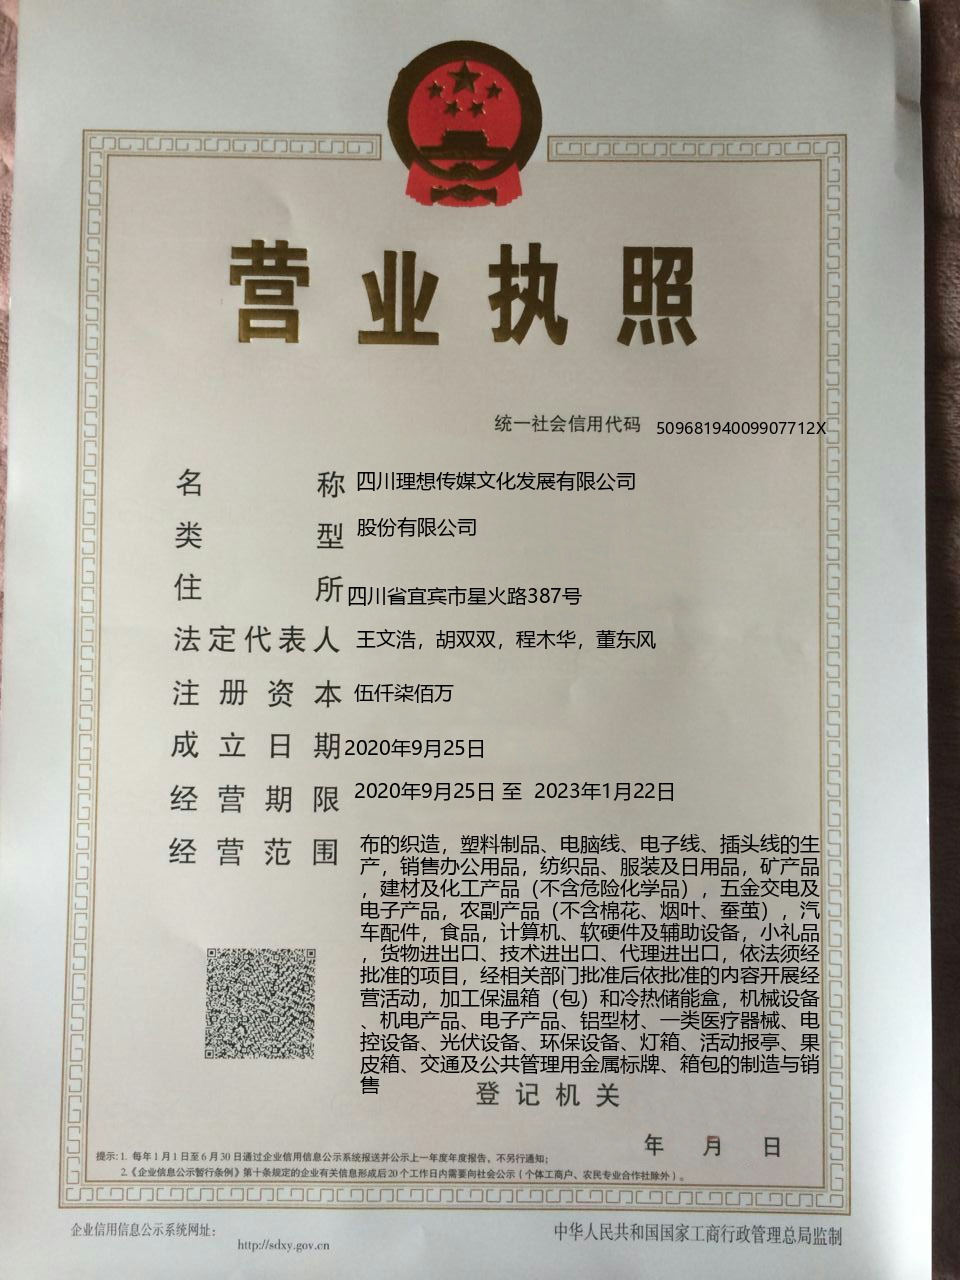 营业执照
统一社会信用代码 50968194009907712X
名称 四川理想传媒文化发展有限公司
类型 股份有限公司
住所 四川省宜宾市星火路387号
法定代表人 王文浩，胡双双，程木华，董东风
注册资本 伍仟柒佰万
成立日期 2020年9月25日
经营期限 2020年9月25日 至 2023年1月22日
经营范围 布的织造，塑料制品、电脑线、电子线、插头线的生
产，销售办公用品，纺织品、服装及日用品，矿产品
，建材及化工产品（不含危险化学品），五金交电及
电子产品，农副产品（不含棉花、烟叶、蚕茧），汽
车配件，食品，计算机、软硬件及辅助设备，小礼品
，货物进出口、技术进出口、代理进出口，依法须经
批准的项目，经相关部门批准后依批准的内容开展经
营活动，加工保温箱（包）和冷热储能盒，机械设备
、机电产品、电子产品、铝型材、一类医疗器械、电
控设备、光伏设备、环保设备、灯箱、活动报亭、果
皮箱、交通及公共管理用金属标牌、箱包的制造与销
售
登记机关
年 月 日
提示：1. 每年1月1日至6月30日通过企业信用信息公示系统报送并公示上一年度年度报告，不另行通知；
2.《企业信息公示暂行条例》第十条规定的企业有关信息形成后20个工作日内需要向社会公示（个体工商户、农民专业合作社除外）。
企业信用信息公示系统网址：
http://sdxy.gov.cn
中华人民共和国国家工商行政管理总局监制